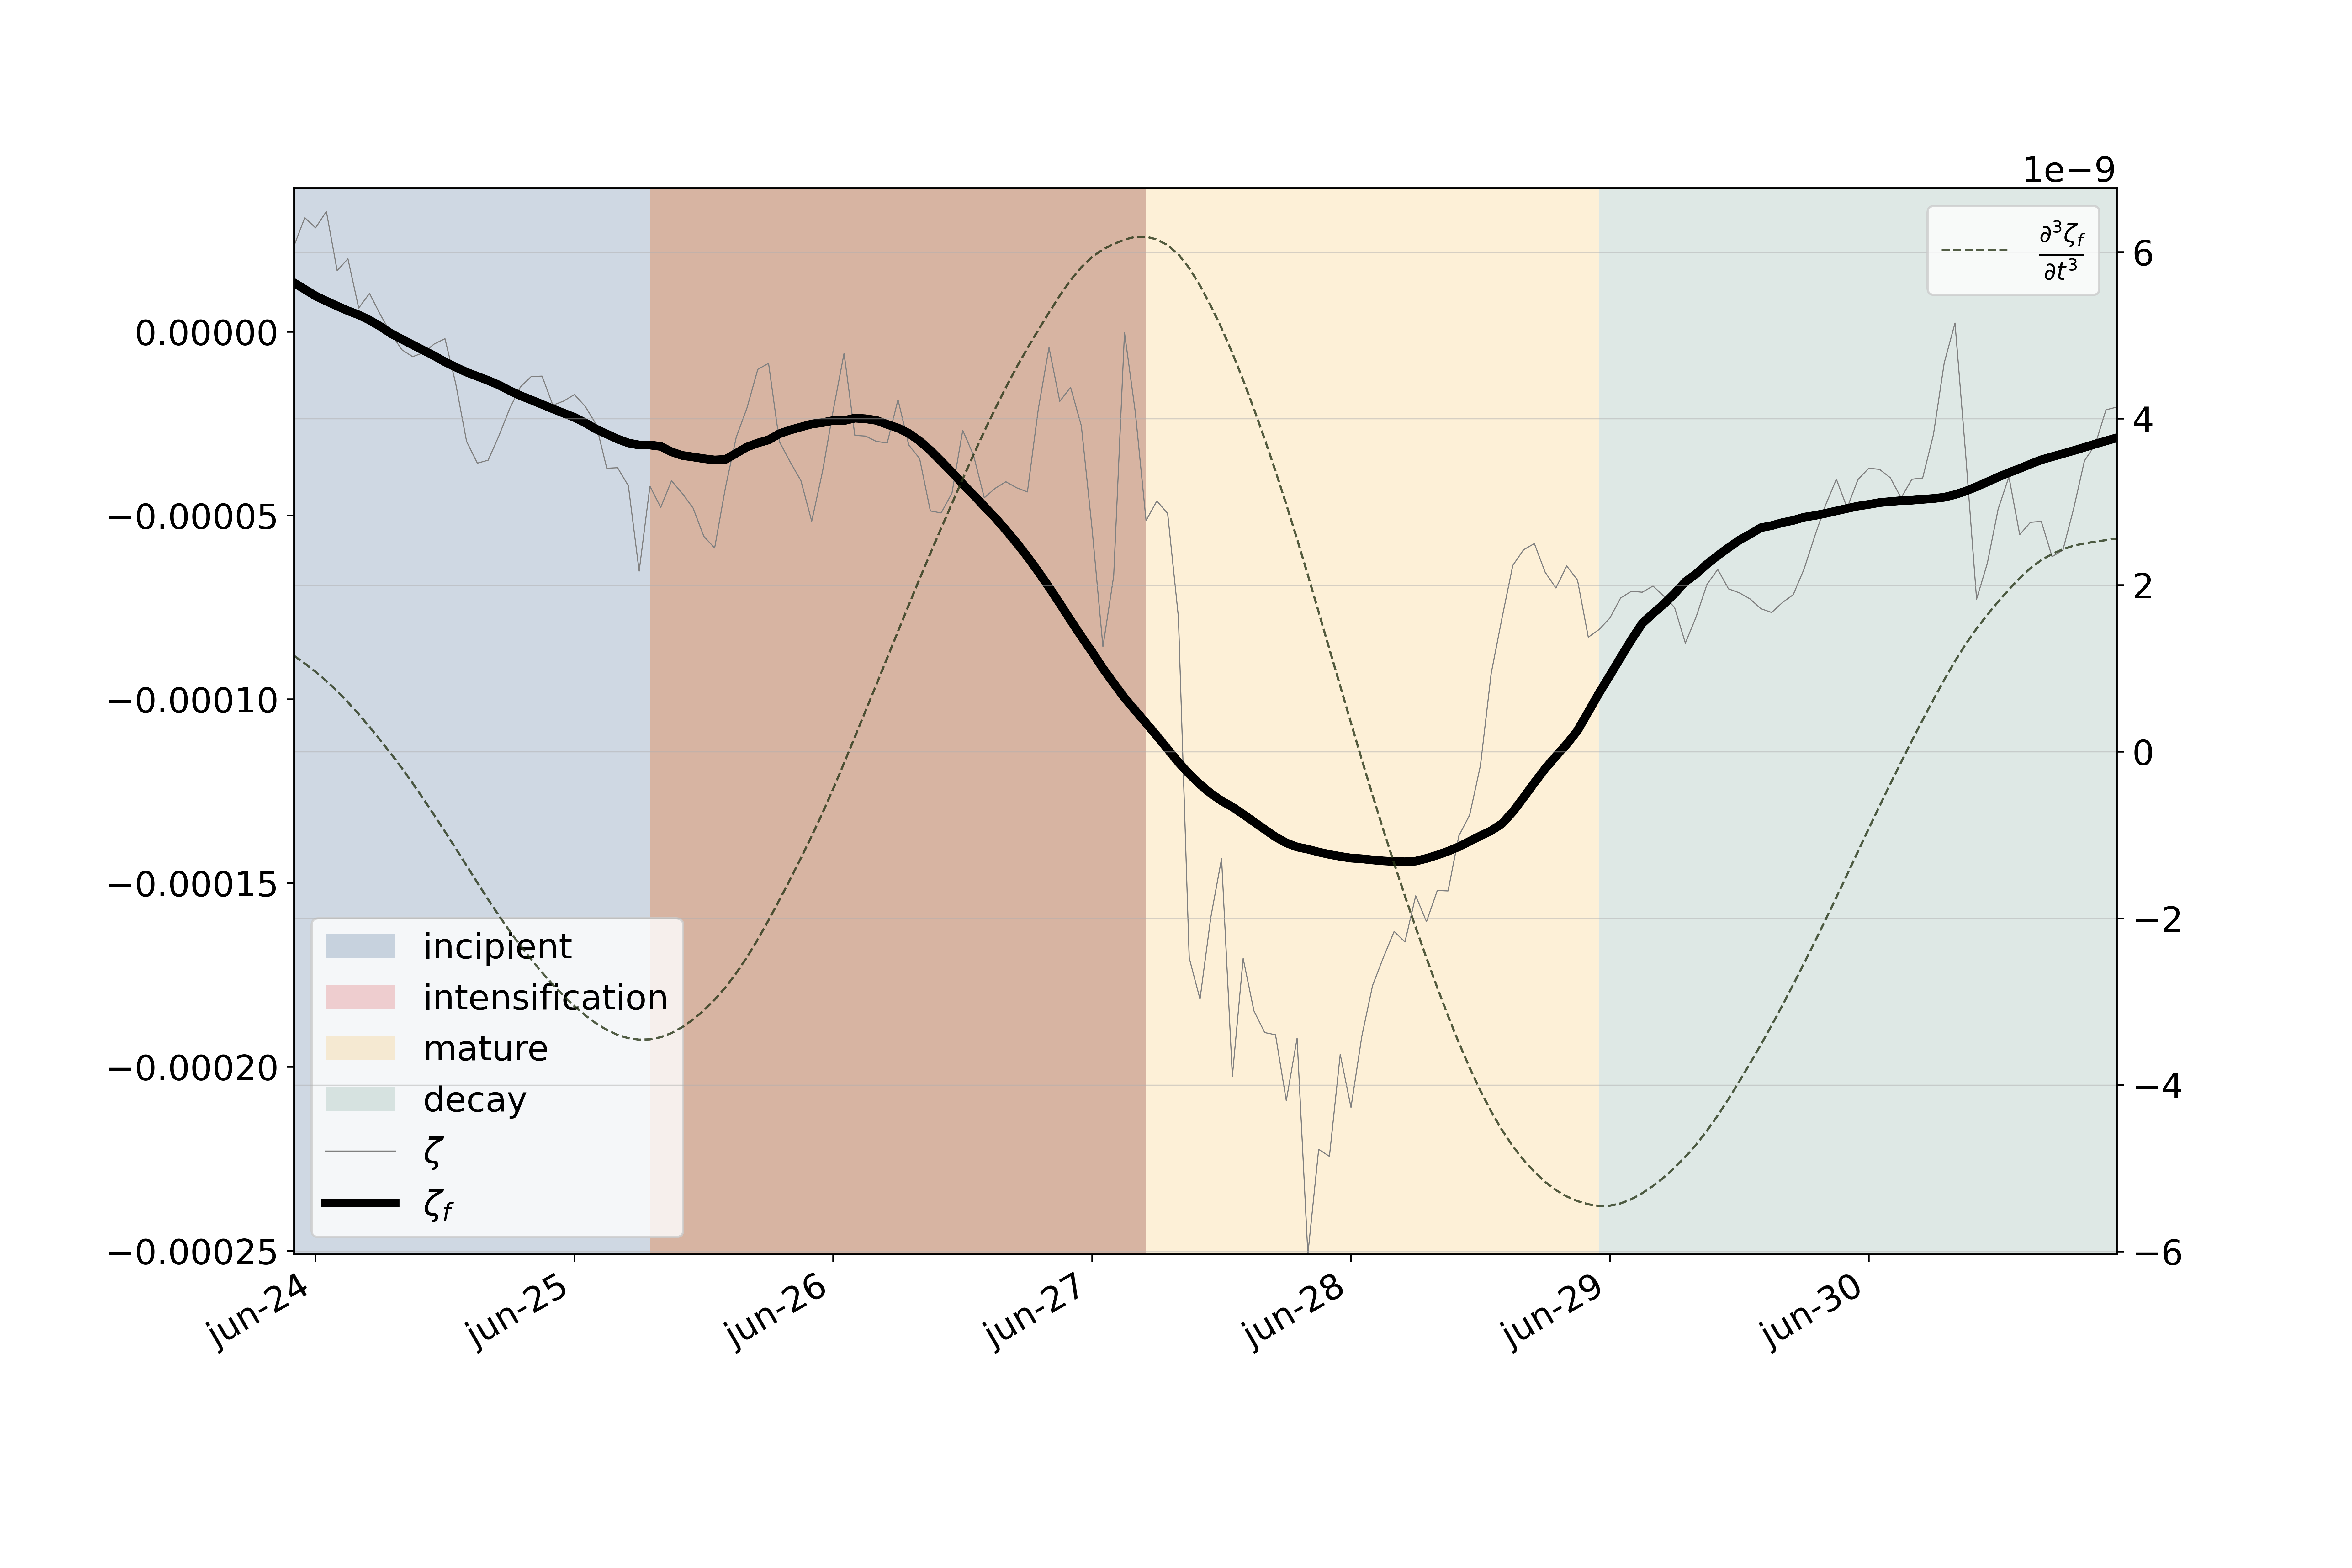 1e−9
∂³ζ_f
∂t³
0.00000
−0.00005
−0.00010
−0.00015
−0.00020
−0.00025
6
4
2
0
−2
−4
−6
incipient
intensification
mature
decay
ζ
ζ_f
jun-24
jun-25
jun-26
jun-27
jun-28
jun-29
jun-30